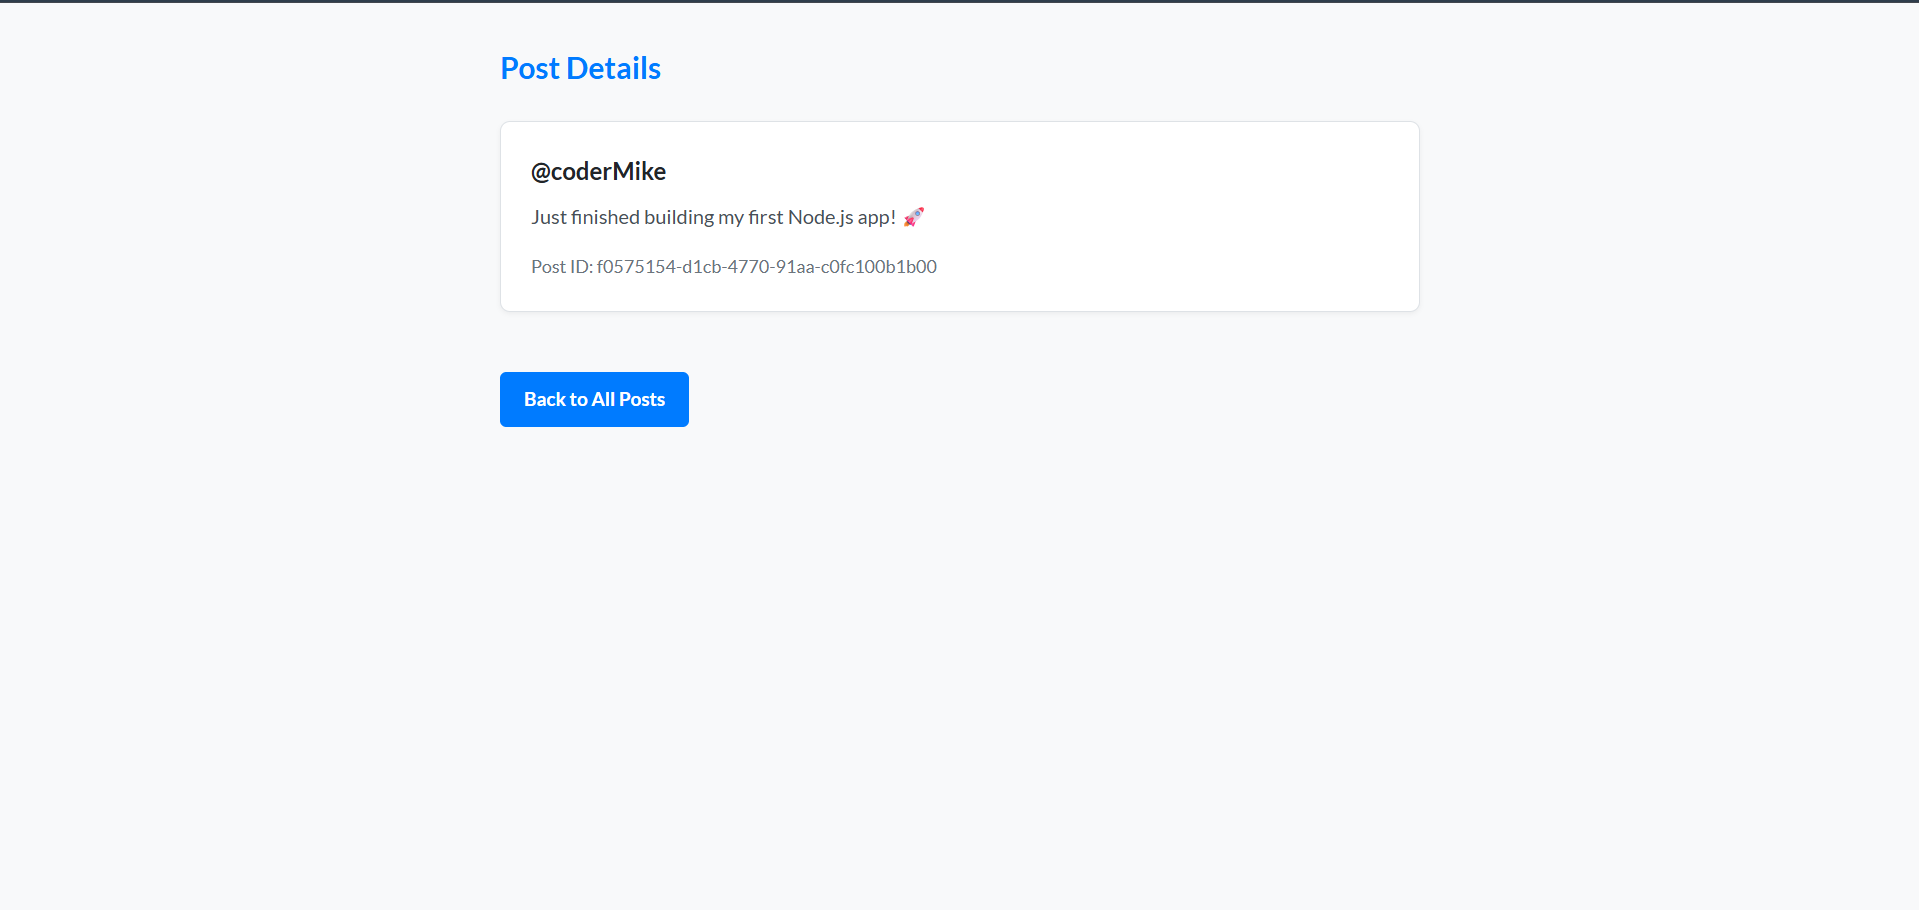 Post Details
@coderMike
Just finished building my first Node.js app! 🚀
Post ID: f0575154-d1cb-4770-91aa-c0fc100b1b00
Back to All Posts